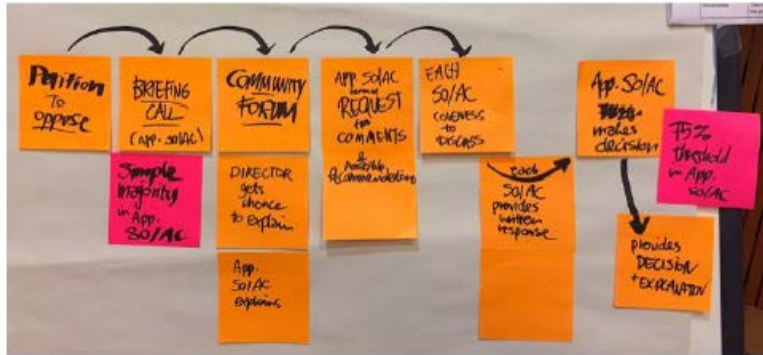 Petition
to
oppose
BRIEFING
CALL
(App. SO/AC)
Simple
majority
in App.
SO/AC
COMMUNITY
FORUM
DIRECTOR
gets
chance
to explain
App.
SO/AC
explains
App. SO/AC
REQUEST
for
COMMENTS
&
possible
Recommendations
EACH
SO/AC
CONVENES
to
DISCUSS
each
SO/AC
provides
written
response
App. SO/AC
makes
decision
75%
threshold
in App.
SO/AC
provides
DECISION
+ EXPLANATION